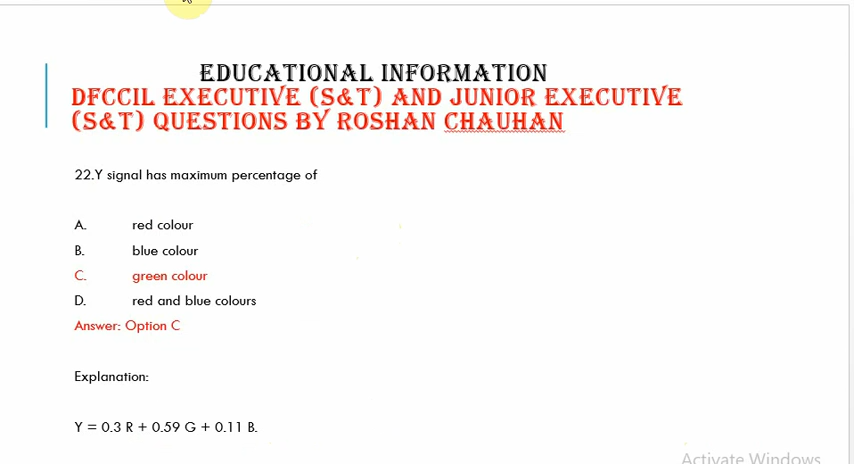 EDUCATIONAL INFORMATION
DFCCIL EXECUTIVE (S&T) AND JUNIOR EXECUTIVE
(S&T) QUESTIONS BY ROSHAN CHAUHAN
22.Y signal has maximum percentage of
A. red colour
B. blue colour
C. green colour
D. red and blue colours
Answer: Option C
Explanation:
Y = 0.3 R + 0.59 G + 0.11 B.
Activate Windows